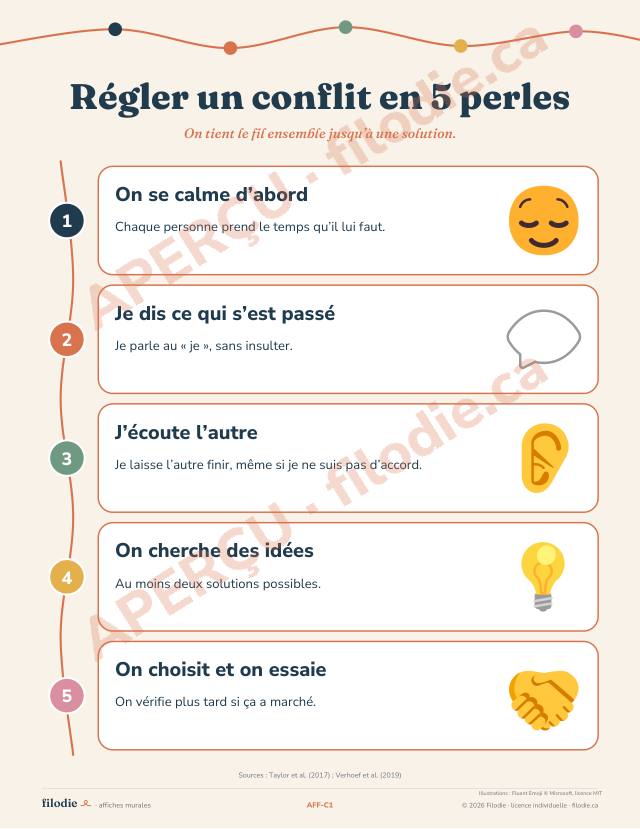 Régler un conflit en 5 perles
On tient le fil ensemble jusqu'à une solution.
1
On se calme d'abord
Chaque personne prend le temps qu'il lui faut.
2
Je dis ce qui s'est passé
Je parle au « je », sans insulter.
3
J'écoute l'autre
Je laisse l'autre finir, même si je ne suis pas d'accord.
4
On cherche des idées
Au moins deux solutions possibles.
5
On choisit et on essaie
On vérifie plus tard si ça a marché.
APERÇU · filodie.ca
APERÇU · filodie.ca
Sources : Taylor et al. (2017) ; Verhoef et al. (2019)
Illustrations : Fluent Emoji © Microsoft, licence MIT
filodie · affiches murales
AFF-C1
© 2026 Filodie · licence individuelle · filodie.ca